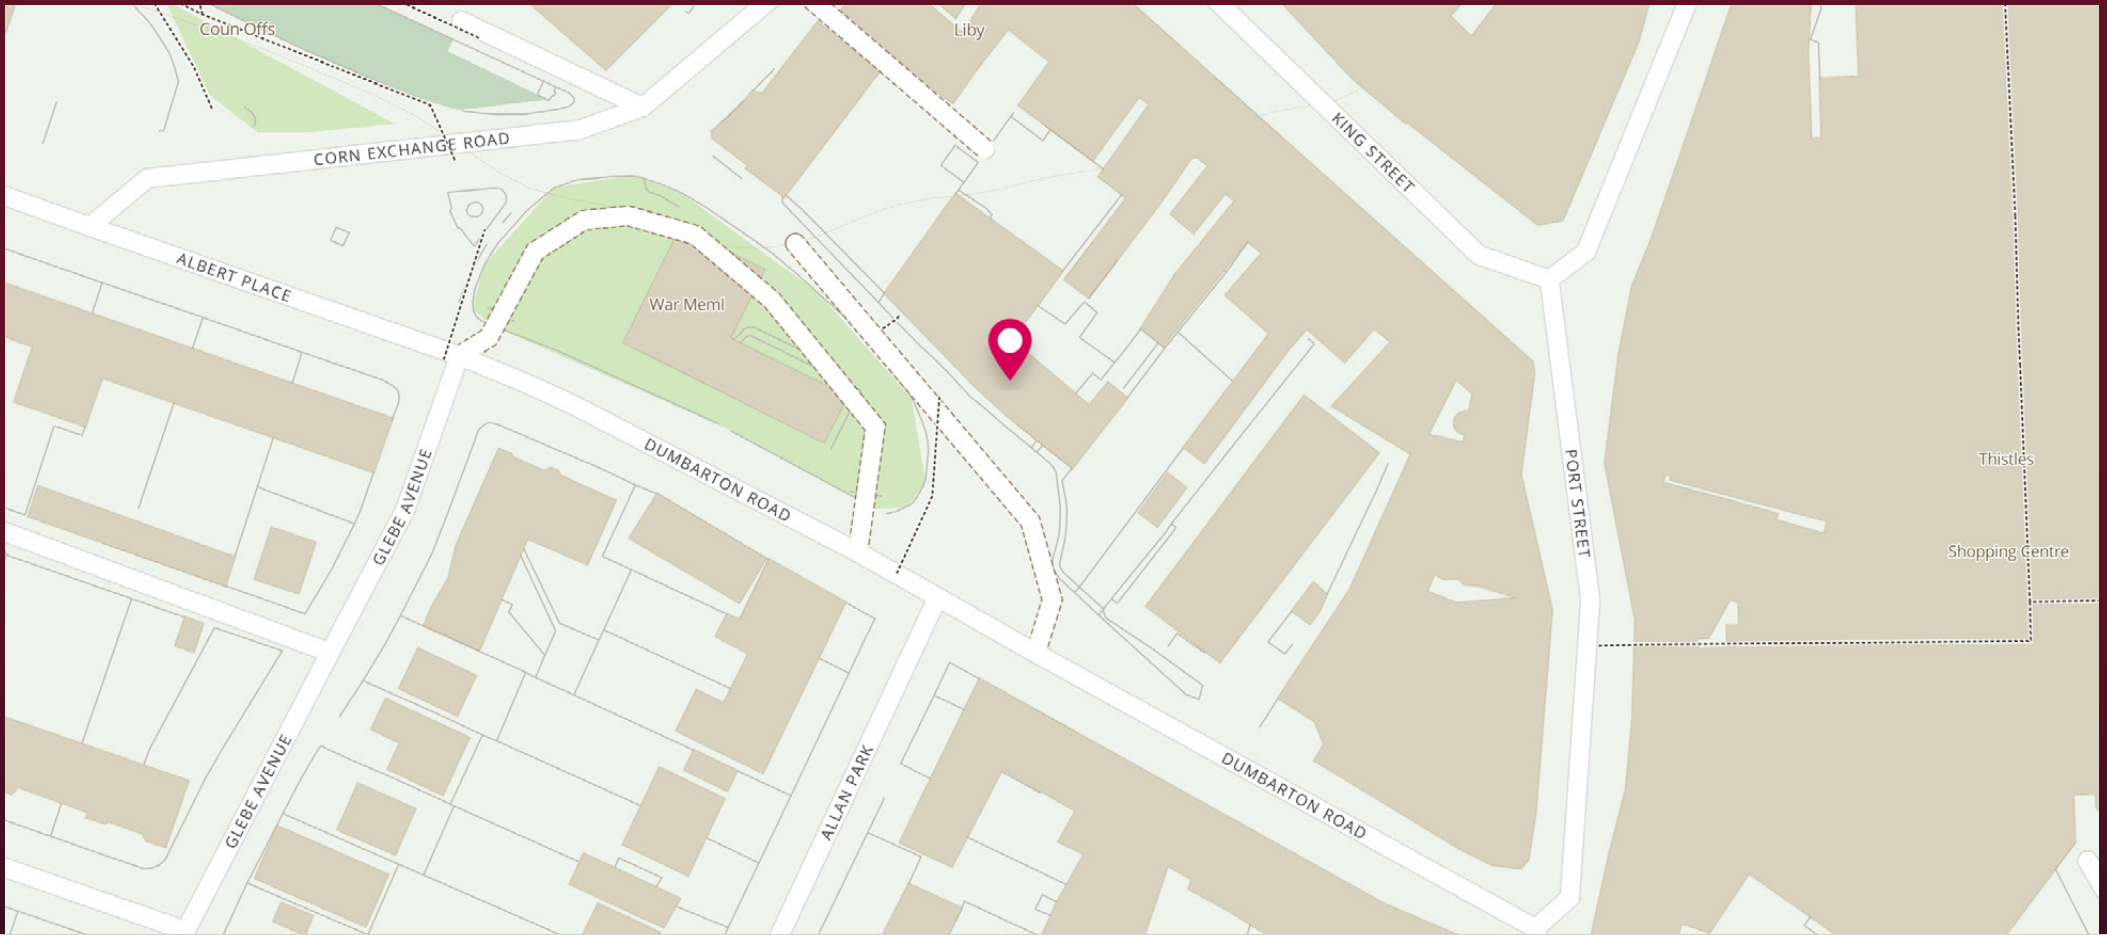 Coun Offs
Liby
CORN EXCHANGE ROAD
KING STREET
ALBERT PLACE
War Meml
DUMBARTON ROAD
GLEBE AVENUE
PORT STREET
Thistles
Shopping Centre
GLEBE AVENUE
ALLAN PARK
DUMBARTON ROAD